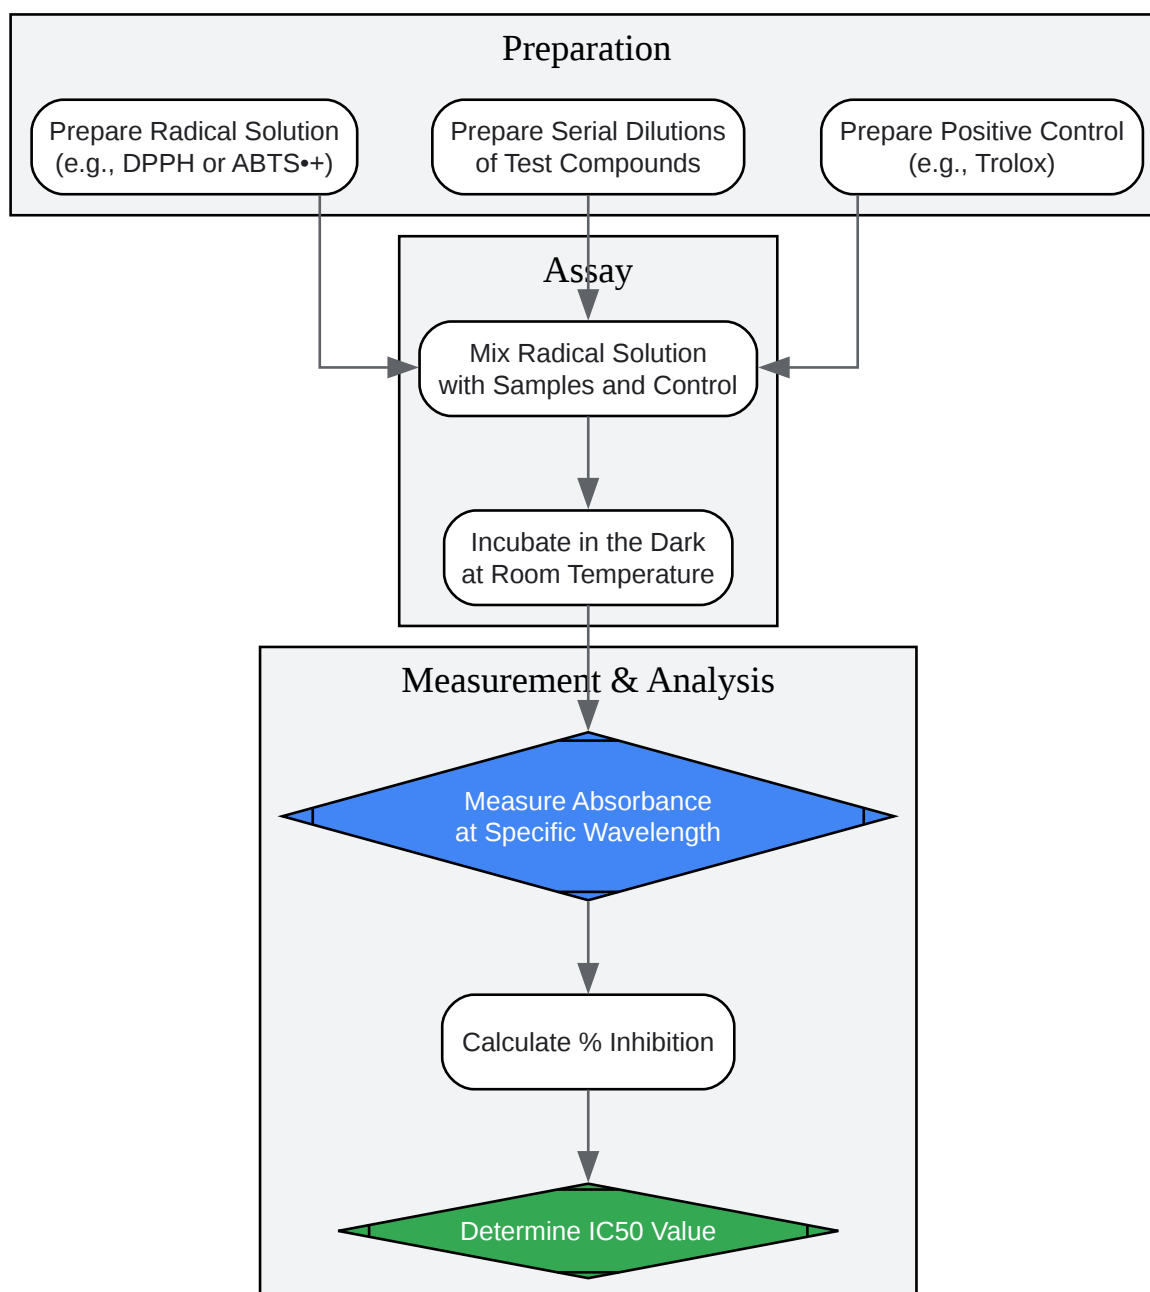 Preparation
Prepare Radical Solution
(e.g., DPPH or ABTS•+)
Prepare Serial Dilutions
of Test Compounds
Prepare Positive Control
(e.g., Trolox)
Assay
Mix Radical Solution
with Samples and Control
Incubate in the Dark
at Room Temperature
Measurement & Analysis
Measure Absorbance
at Specific Wavelength
Calculate % Inhibition
Determine IC50 Value